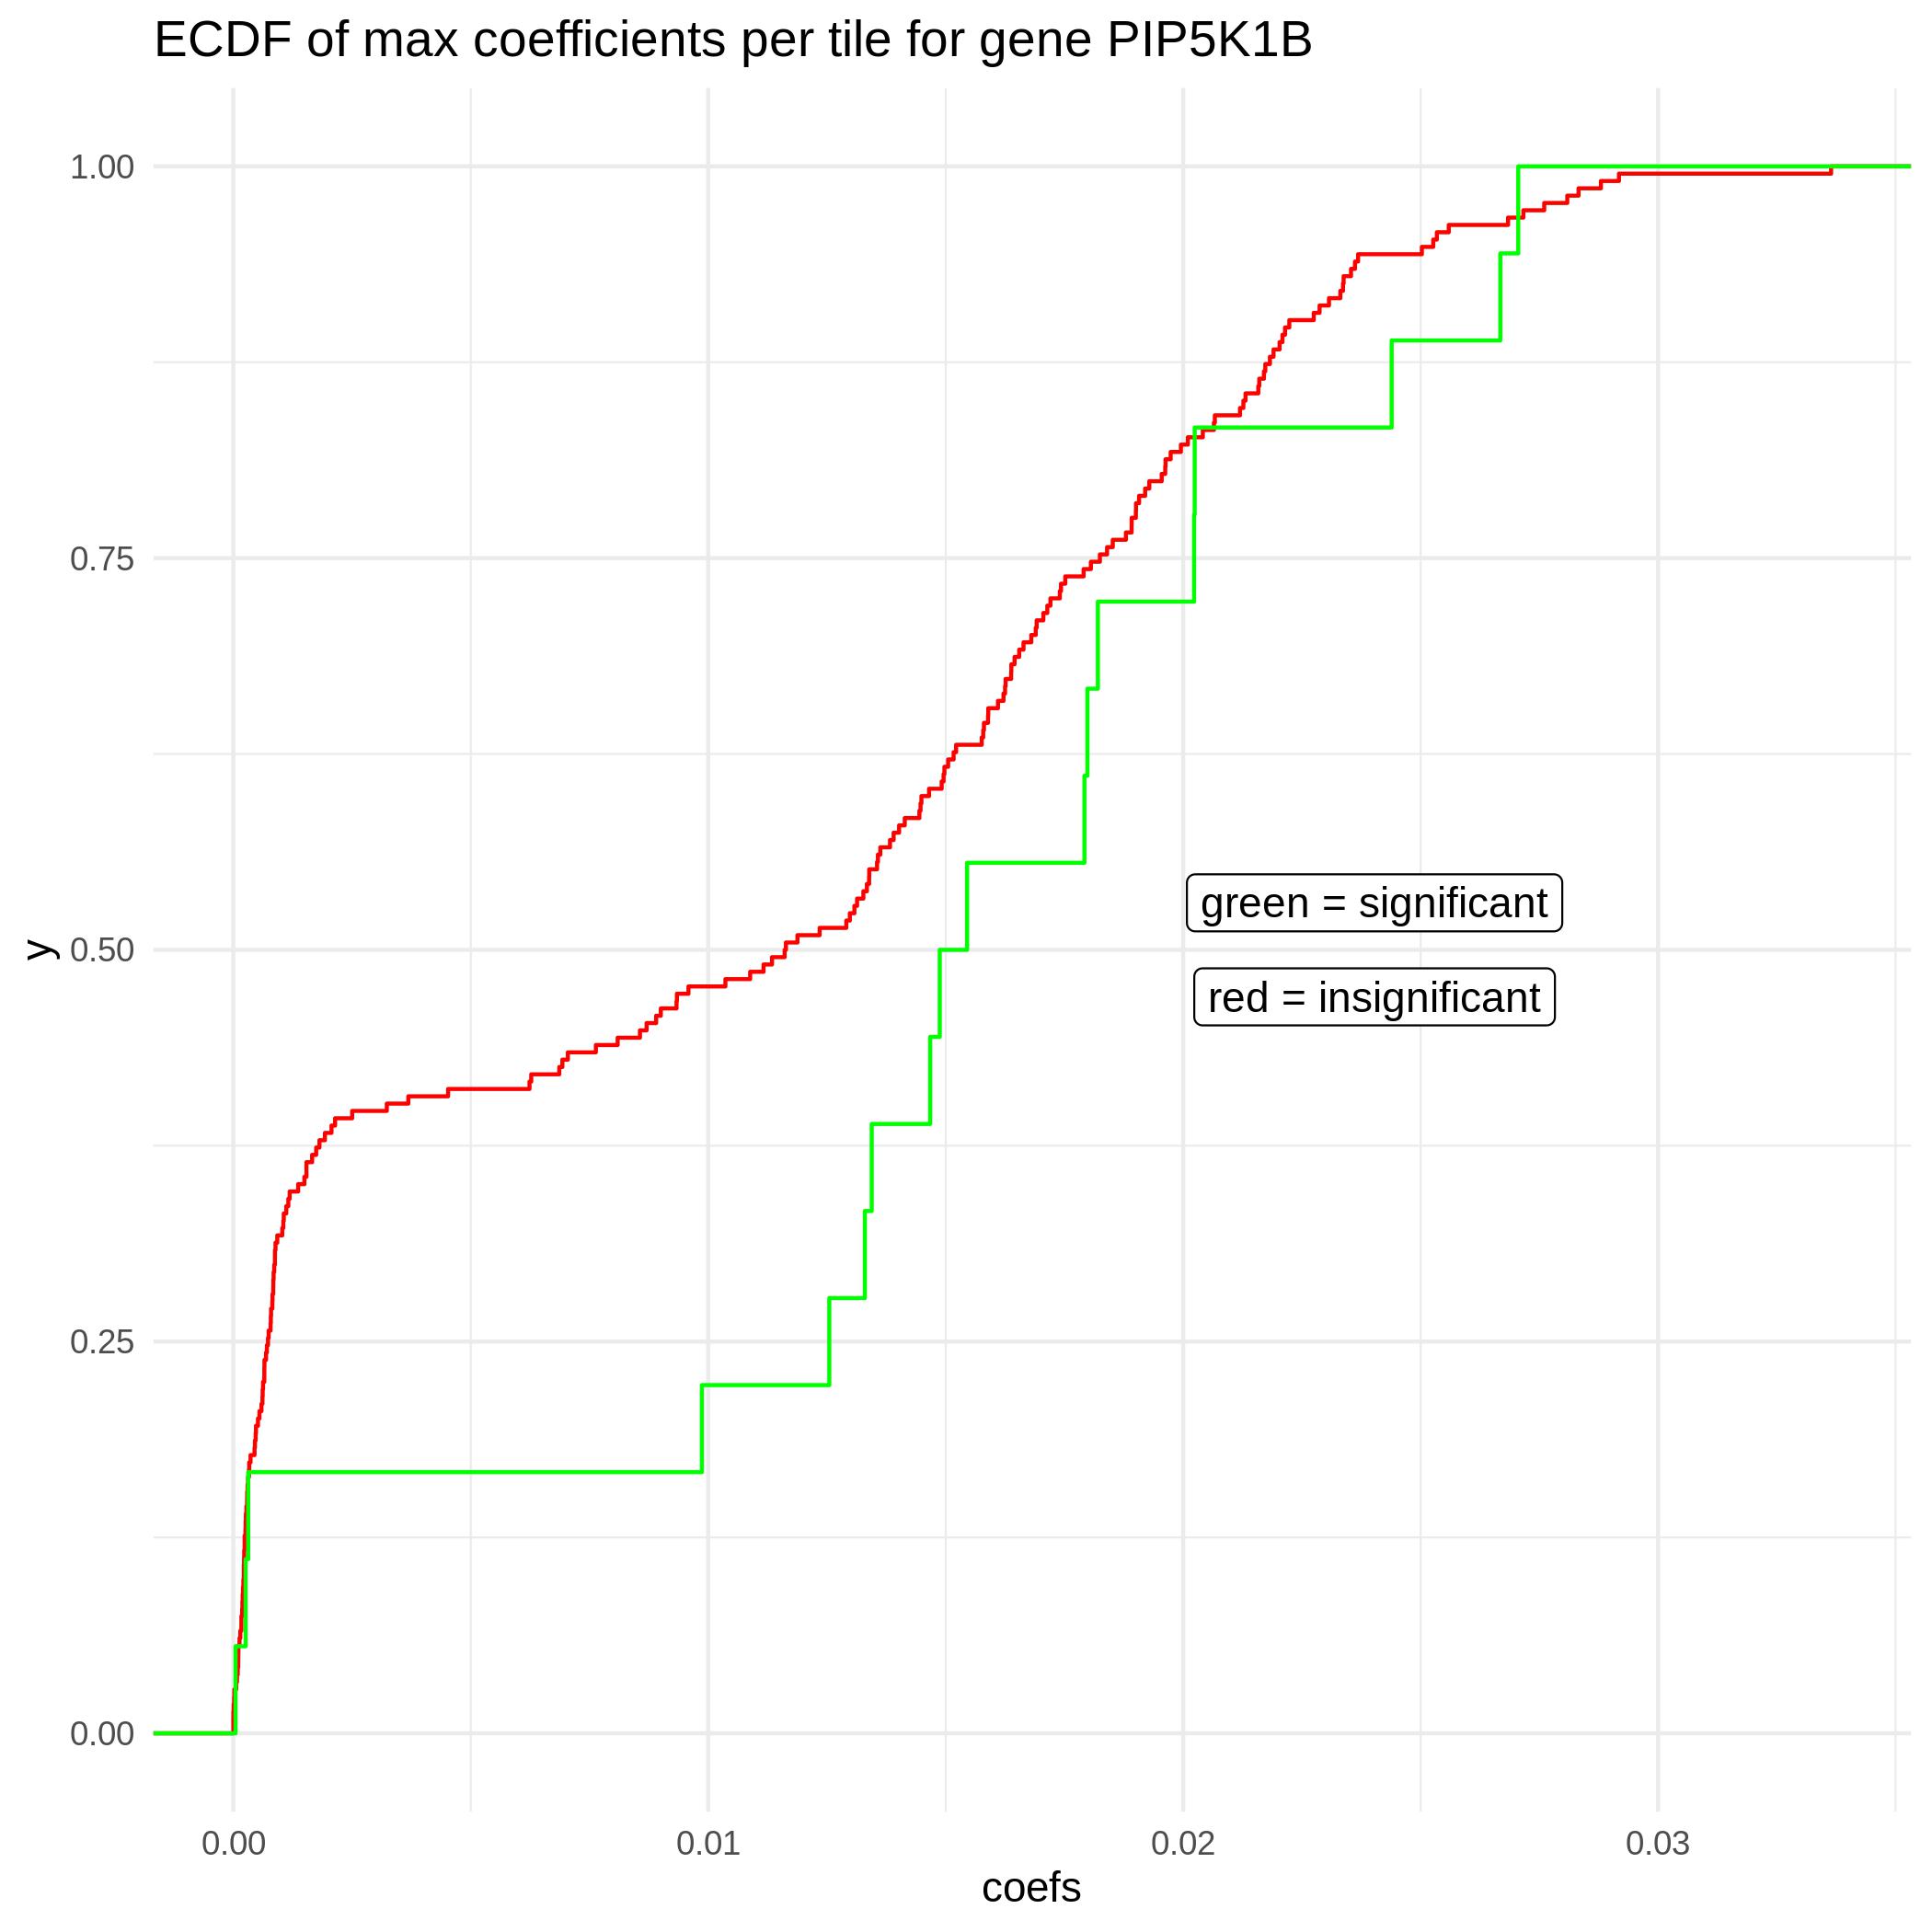 ECDF of max coefficients per tile for gene PIP5K1B
1.00
0.75
0.50
0.25
0.00
y
green = significant
red = insignificant
0.00 0.01 0.02 0.03
coefs